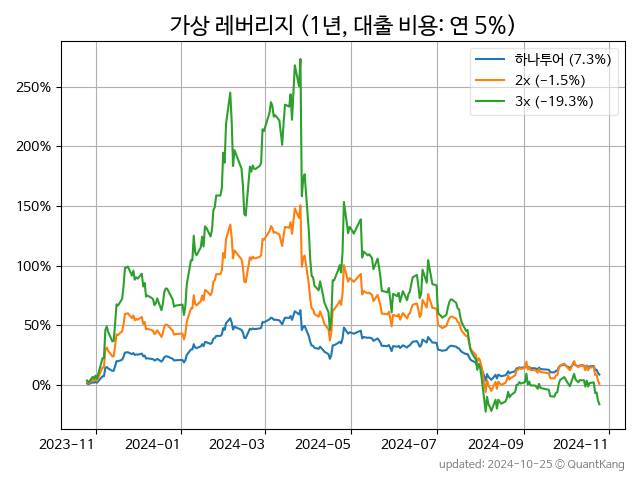 가상 레버리지 (1년, 대출 비용: 연 5%)
하나투어 (7.3%)
2x (−1.5%)
3x (−19.3%)
250%
200%
150%
100%
50%
0%
2023-11 2024-01 2024-03 2024-05 2024-07 2024-09 2024-11
updated: 2024-10-25 © QuantKang